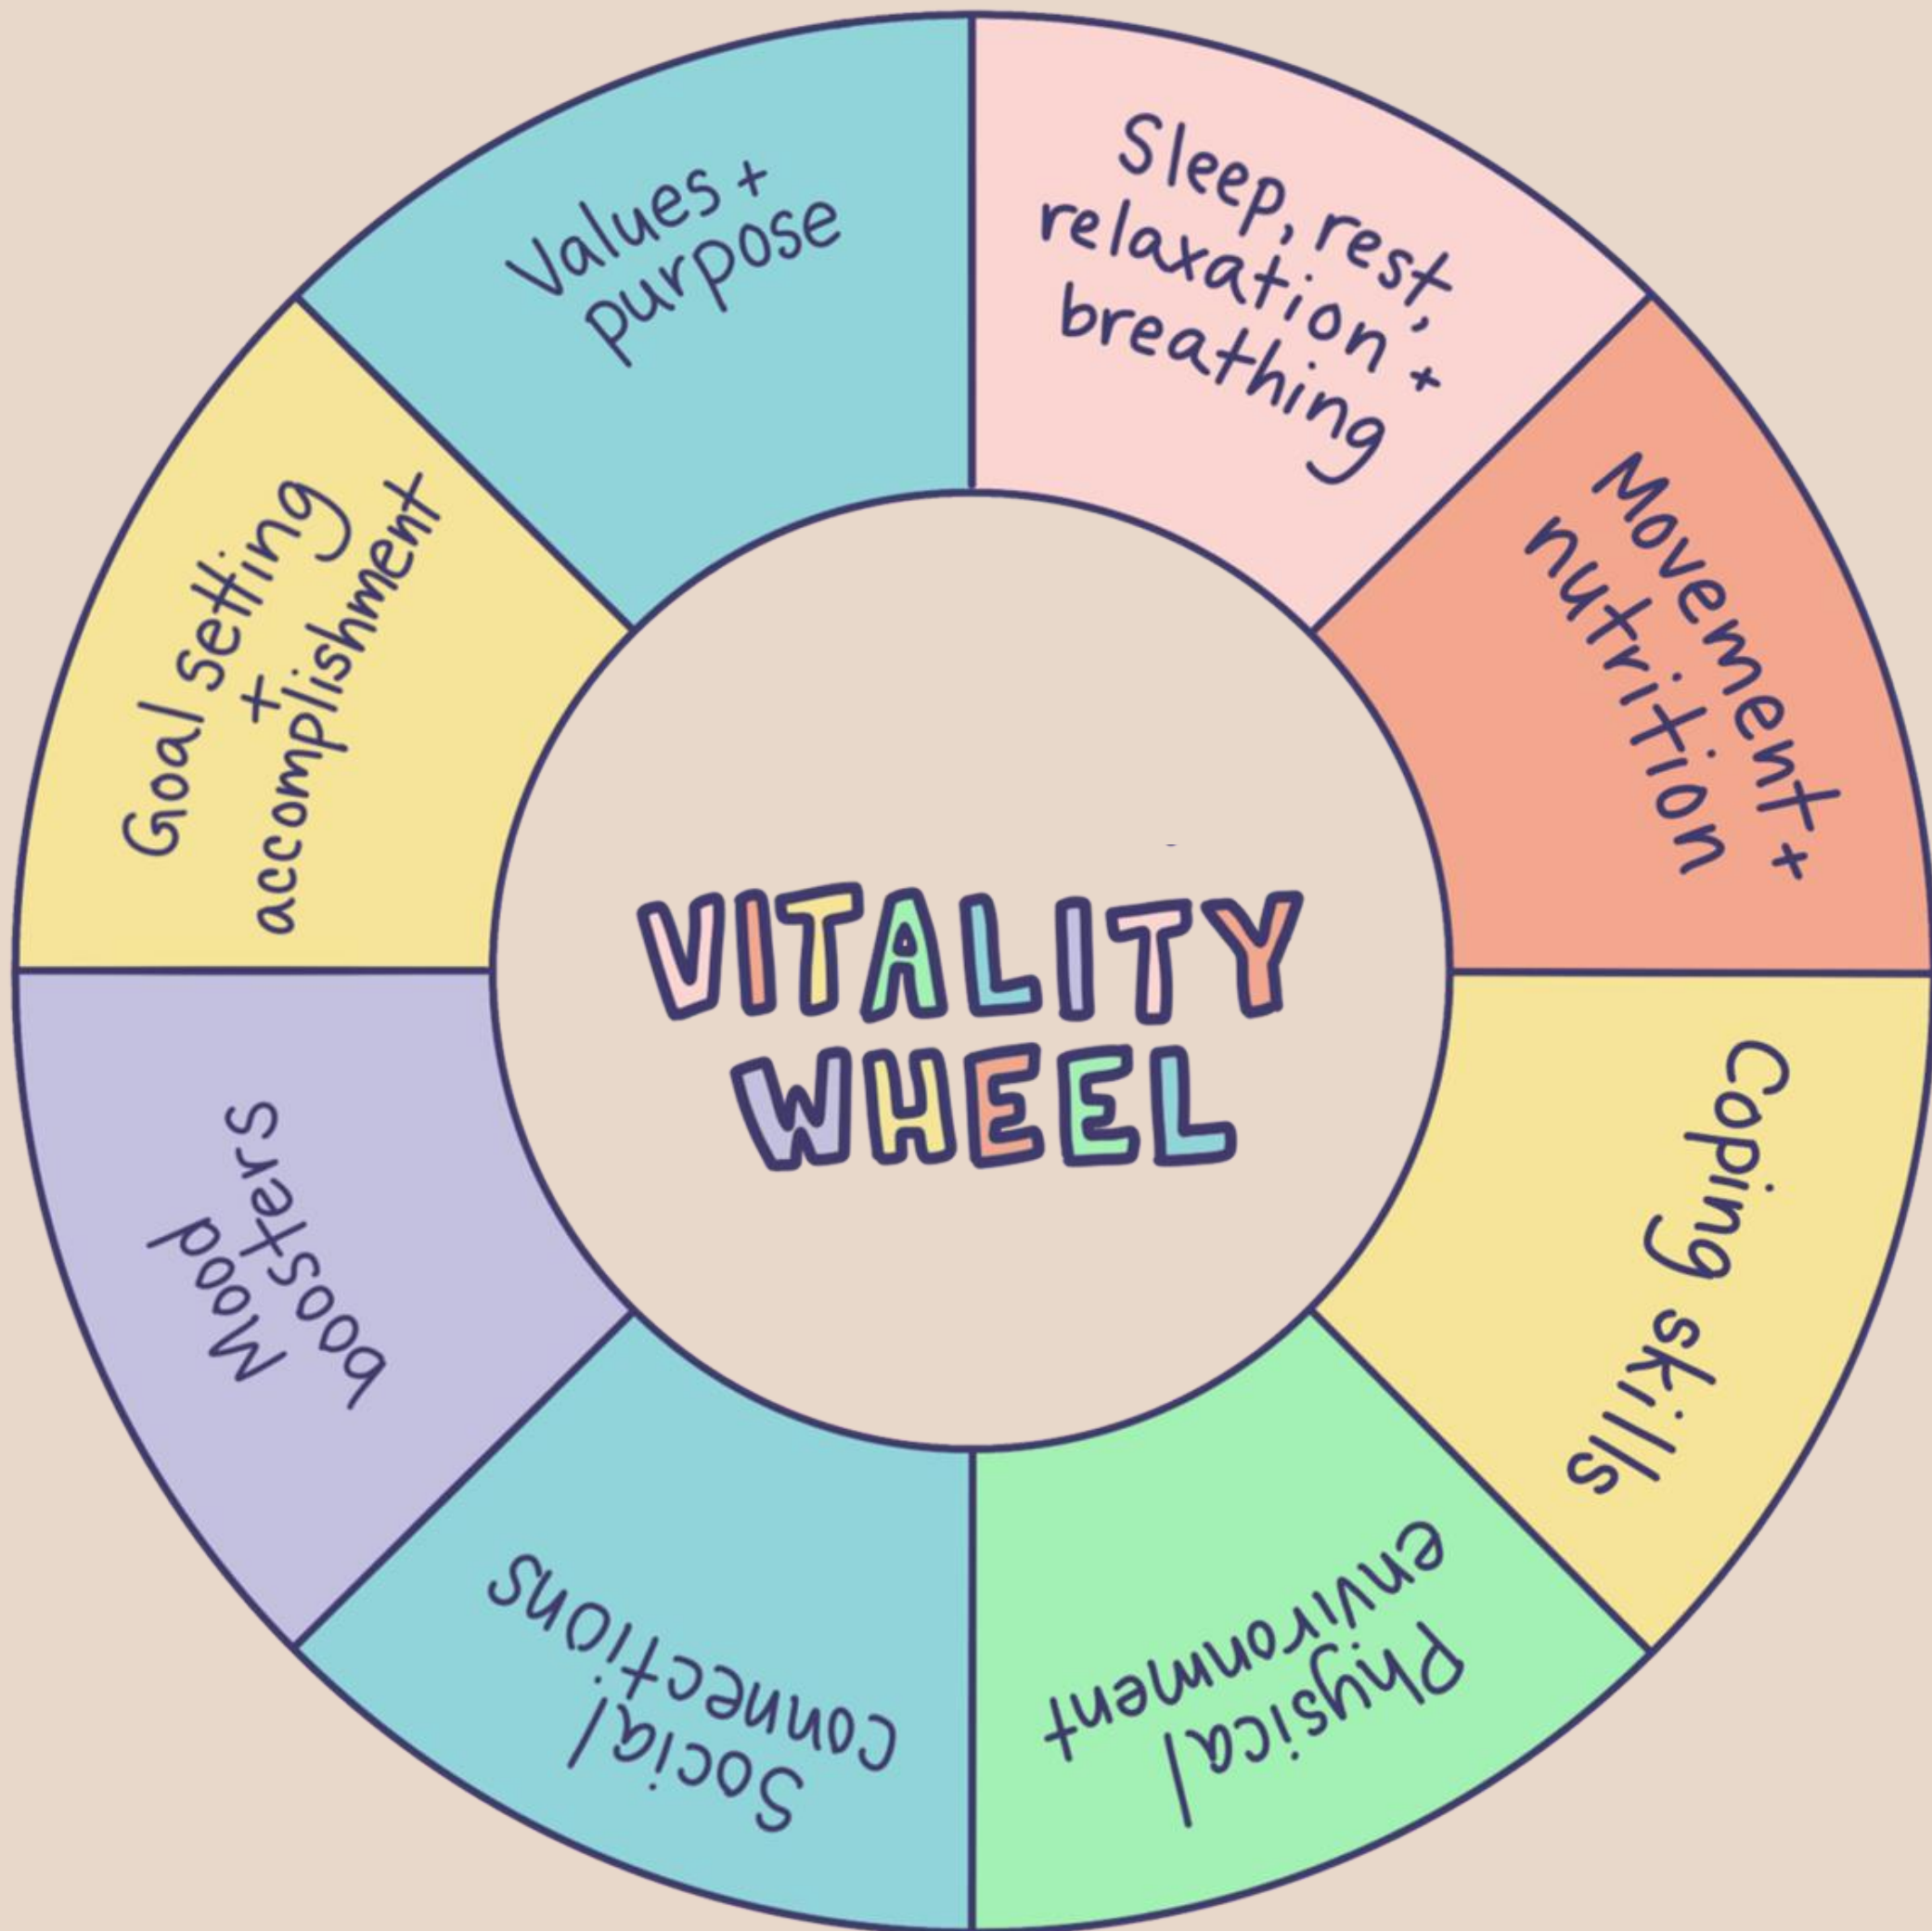 Sleep, rest,
relaxation +
breathing
Movement +
nutrition
Coping skills
Physical
environment
Social
connections
Mood
boosters
Goal setting
+
accomplishment
Values +
purpose
VITALITY
WHEEL